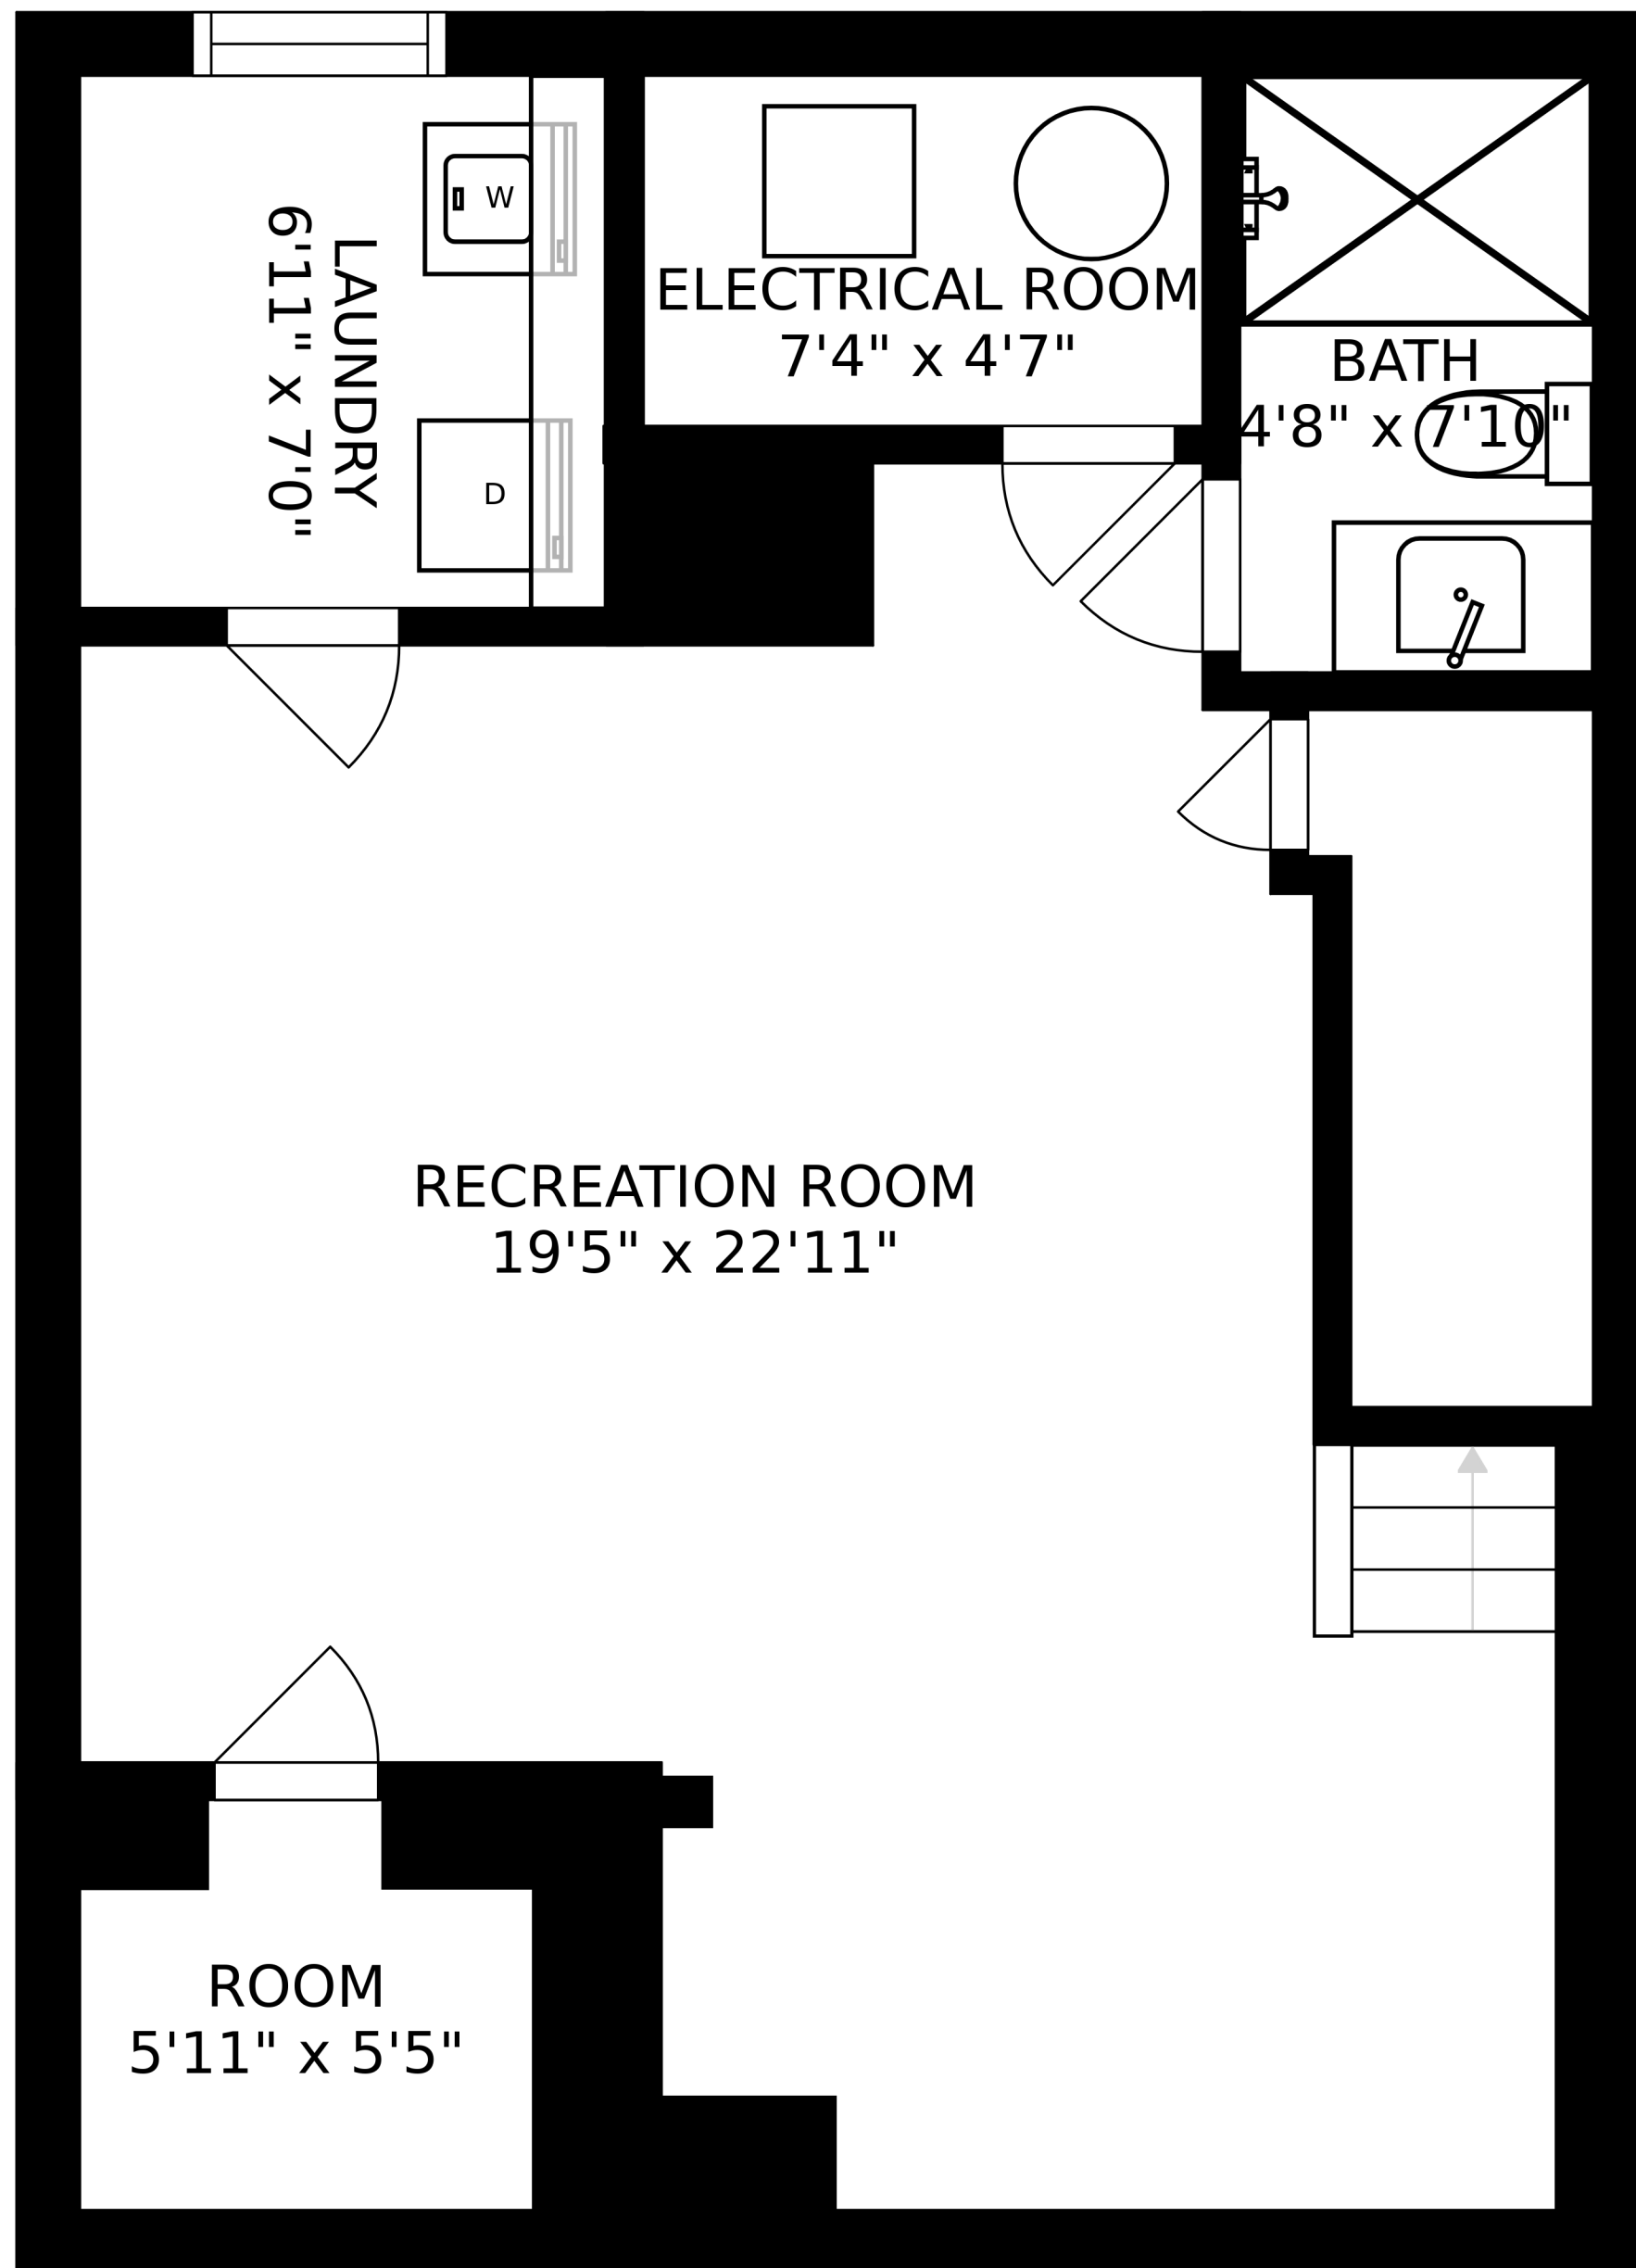 W
LAUNDRY
6'11" x 7'0"
D
ELECTRICAL ROOM
7'4" x 4'7"
BATH
4'8" x 7'10"
RECREATION ROOM
19'5" x 22'11"
ROOM
5'11" x 5'5"